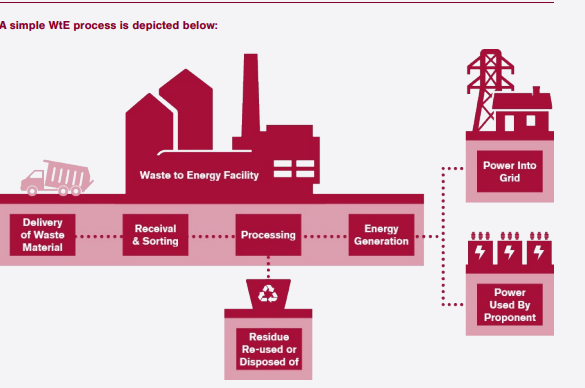 A simple WtE process is depicted below:
Waste to Energy Facility
Delivery
of Waste
Material
Receival
& Sorting
Processing
Energy
Generation
Power Into
Grid
Power
Used By
Proponent
Residue
Re-used or
Disposed of